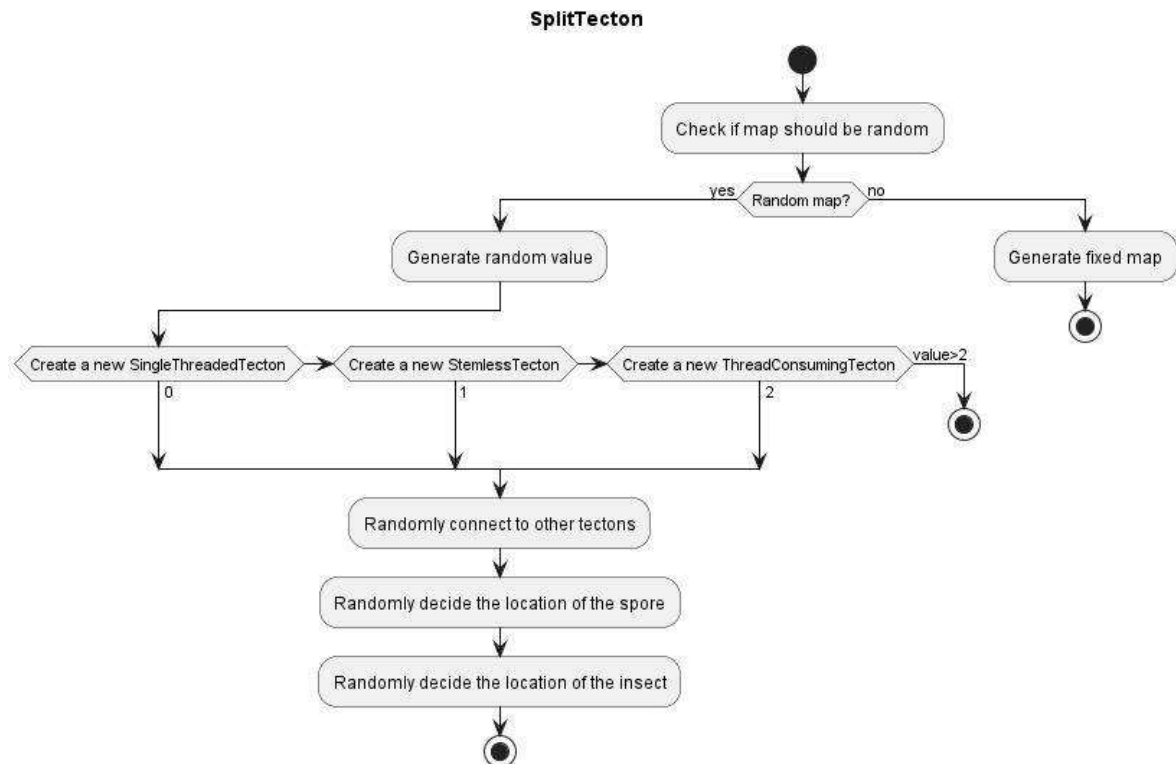 SplitTecton
Check if map should be random
yes
Random map?
no
Generate random value
Generate fixed map
Create a new SingleThreadedTecton
Create a new StemlessTecton
Create a new ThreadConsumingTecton
value>2
0
1
2
Randomly connect to other tectons
Randomly decide the location of the spore
Randomly decide the location of the insect